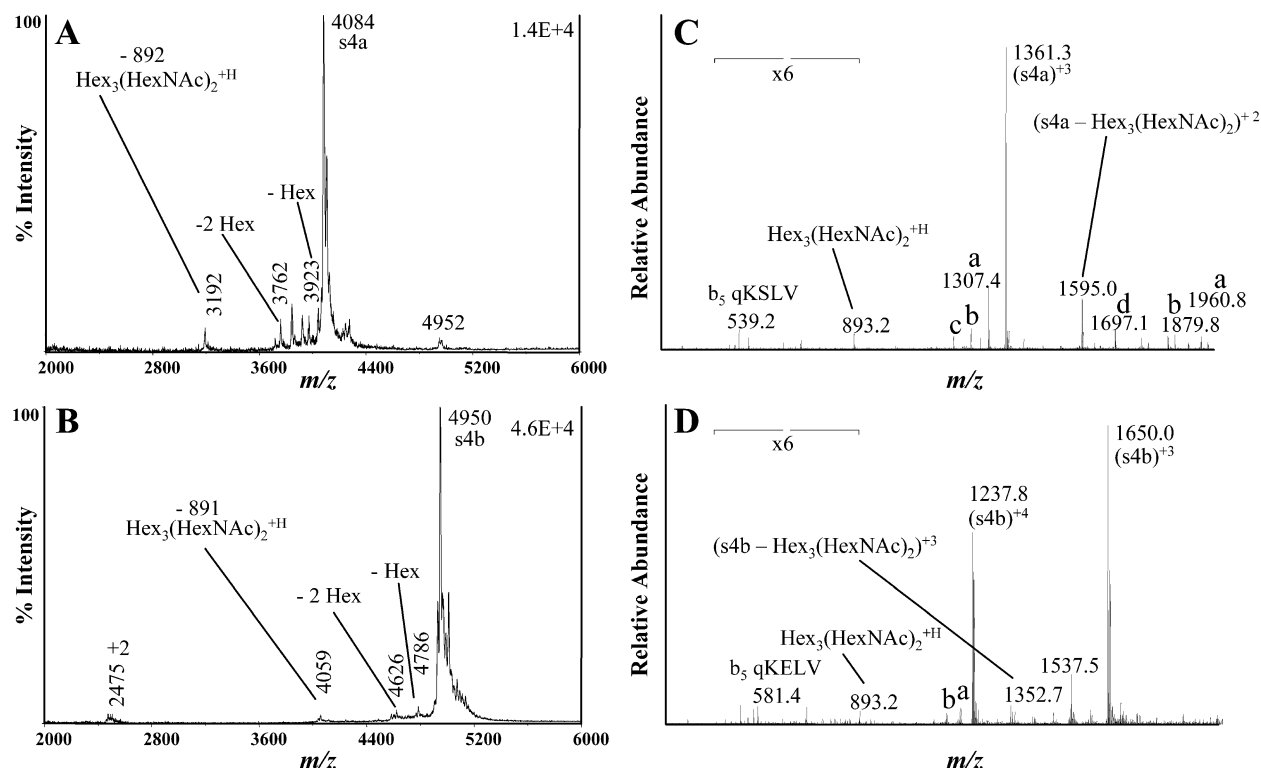 A
100
4084
s4a
1.4E+4
- 892
Hex₃(HexNAc)₂⁺ᴴ
- Hex
-2 Hex
3192
3762
3923
4952
% Intensity
2000 2800 3600 4400 5200 6000
m/z
C
x6
1361.3
(s4a)⁺³
(s4a – Hex₃(HexNAc)₂)⁺ ²
Hex₃(HexNAc)₂⁺ᴴ
b₅ qKSLV
539.2
893.2
a
1307.4
c
b
1595.0
d
1697.1
b
1879.8
a
1960.8
Relative Abundance
m/z
B
100
4950
s4b
4.6E+4
- 891
Hex₃(HexNAc)₂⁺ᴴ
- Hex
- 2 Hex
+2
2475
4059
4626
4786
% Intensity
2000 2800 3600 4400 5200 6000
m/z
D
x6
1650.0
(s4b)⁺³
1237.8
(s4b)⁺⁴
(s4b – Hex₃(HexNAc)₂)⁺³
Hex₃(HexNAc)₂⁺ᴴ
b₅ qKELV
581.4
893.2
b
a
1352.7
1537.5
Relative Abundance
m/z